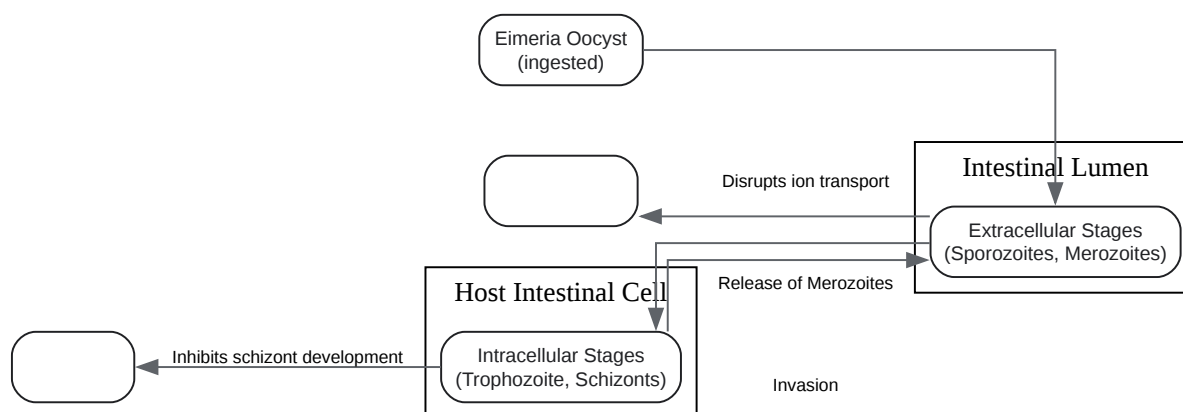 Eimeria Oocyst
(ingested)
Intestinal Lumen
Disrupts ion transport
Extracellular Stages
(Sporozoites, Merozoites)
Release of Merozoites
Host Intestinal Cell
Inhibits schizont development
Intracellular Stages
(Trophozoite, Schizonts)
Invasion